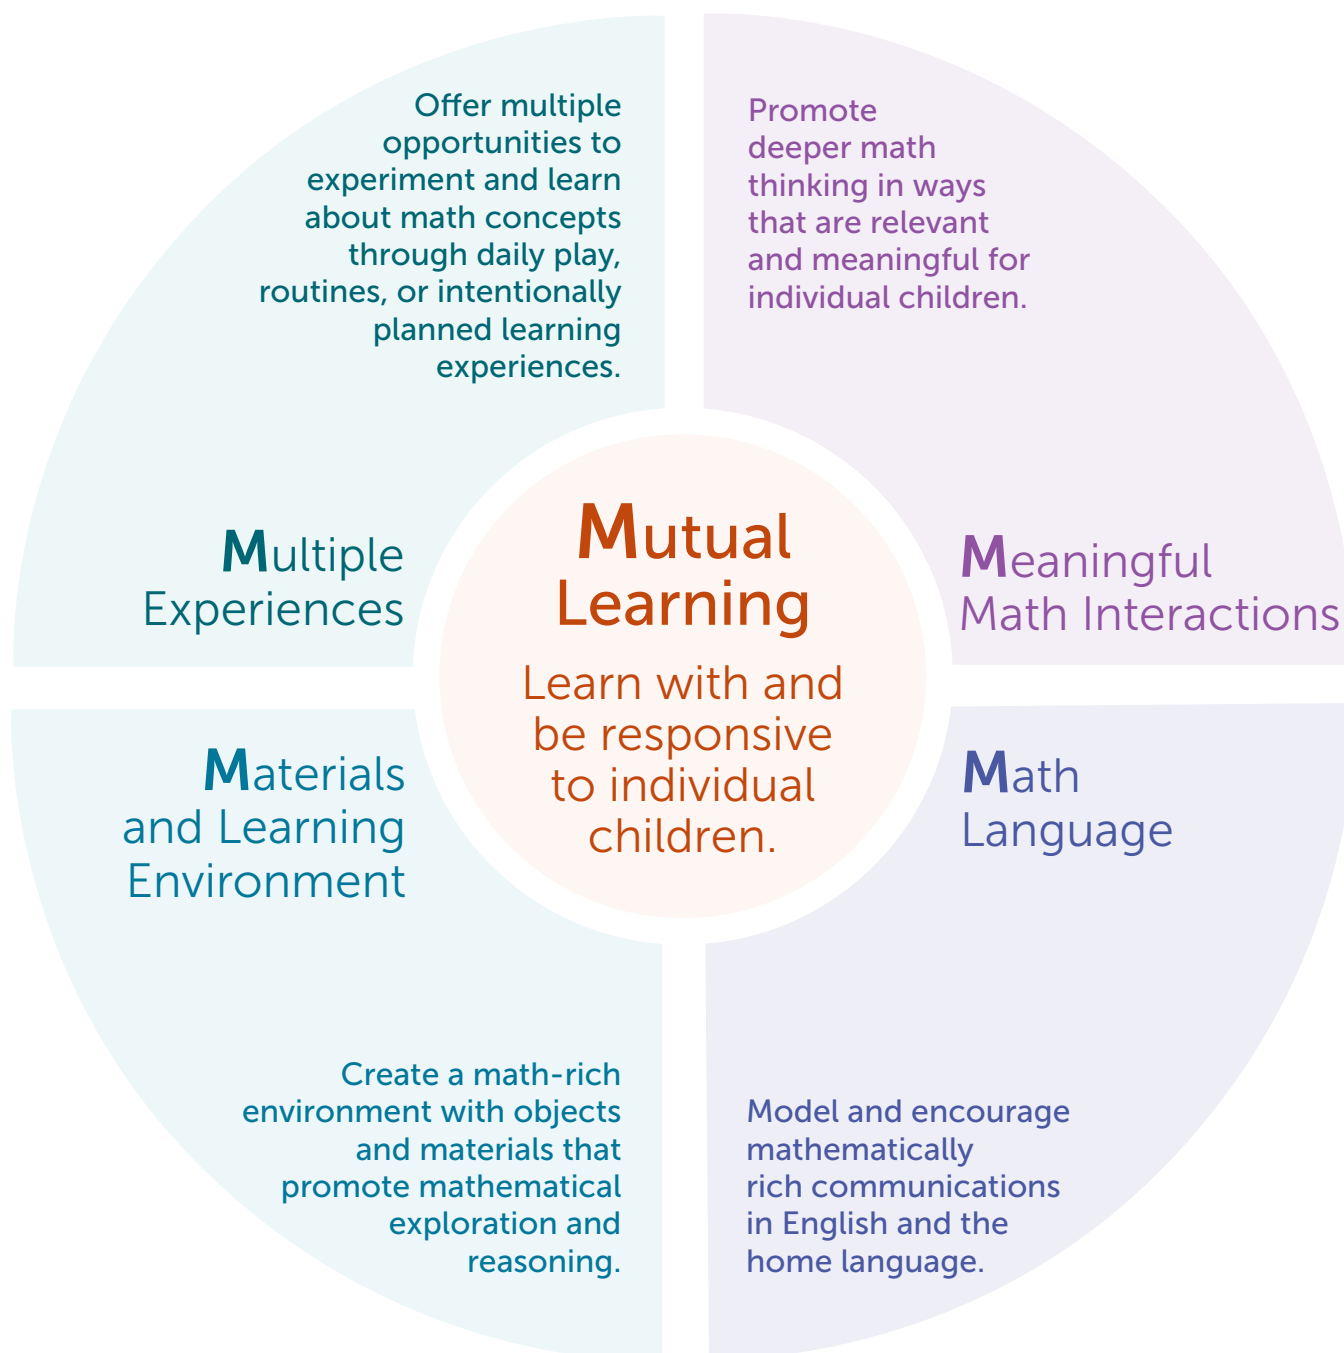 Offer multiple
opportunities to
experiment and learn
about math concepts
through daily play,
routines, or intentionally
planned learning
experiences.
Multiple
Experiences
Promote
deeper math
thinking in ways
that are relevant
and meaningful for
individual children.
Meaningful
Math Interactions
Mutual
Learning
Learn with and
be responsive
to individual
children.
Materials
and Learning
Environment
Create a math-rich
environment with objects
and materials that
promote mathematical
exploration and
reasoning.
Math
Language
Model and encourage
mathematically
rich communications
in English and the
home language.